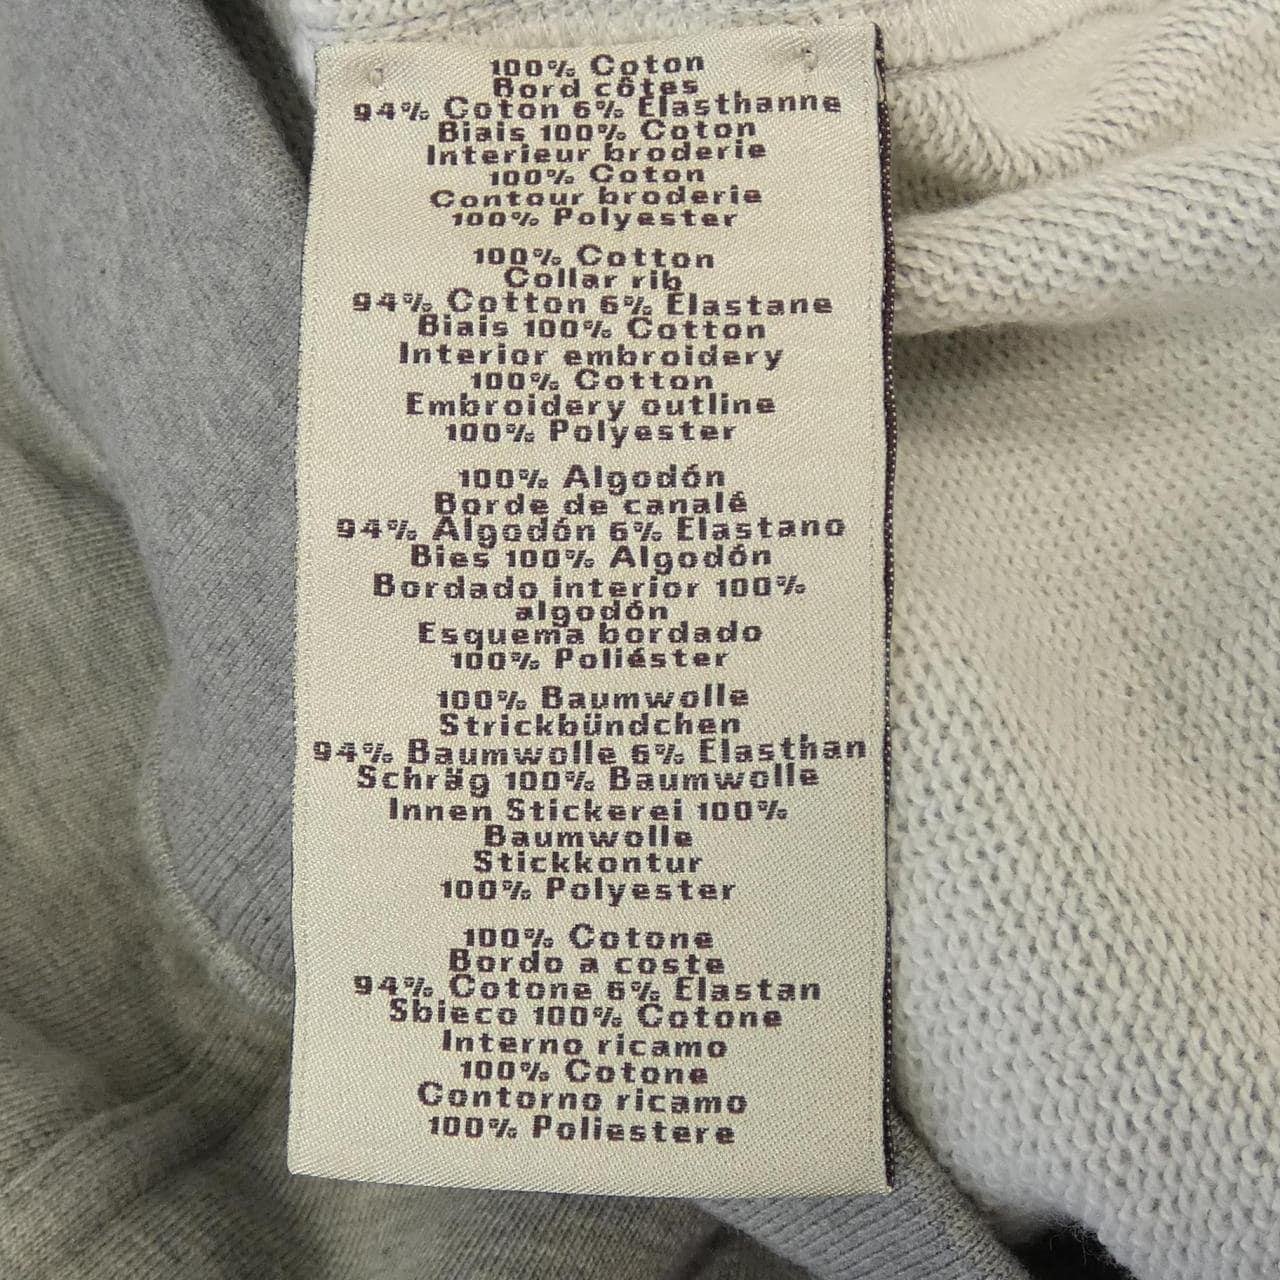 100% Coton
Bord côtes
94% Coton 6% Elasthanne
Biais 100% Coton
Interieur broderie
100% Coton
Contour broderie
100% Polyester
100% Cotton
Collar rib
94% Cotton 6% Elastane
Biais 100% Cotton
Interior embroidery
100% Cotton
Embroidery outline
100% Polyester
100% Algodón
Borde de canalé
94% Algodón 6% Elastano
Bies 100% Algodón
Bordado interior 100%
algodón
Esquema bordado
100% Poliéster
100% Baumwolle
Strickbündchen
94% Baumwolle 6% Elasthan
Schräg 100% Baumwolle
Innen Stickerei 100%
Baumwolle
Stickkontur
100% Polyester
100% Cotone
Bordo a coste
94% Cotone 6% Elastan
Sbieco 100% Cotone
Interno ricamo
100% Cotone
Contorno ricamo
100% Poliestere